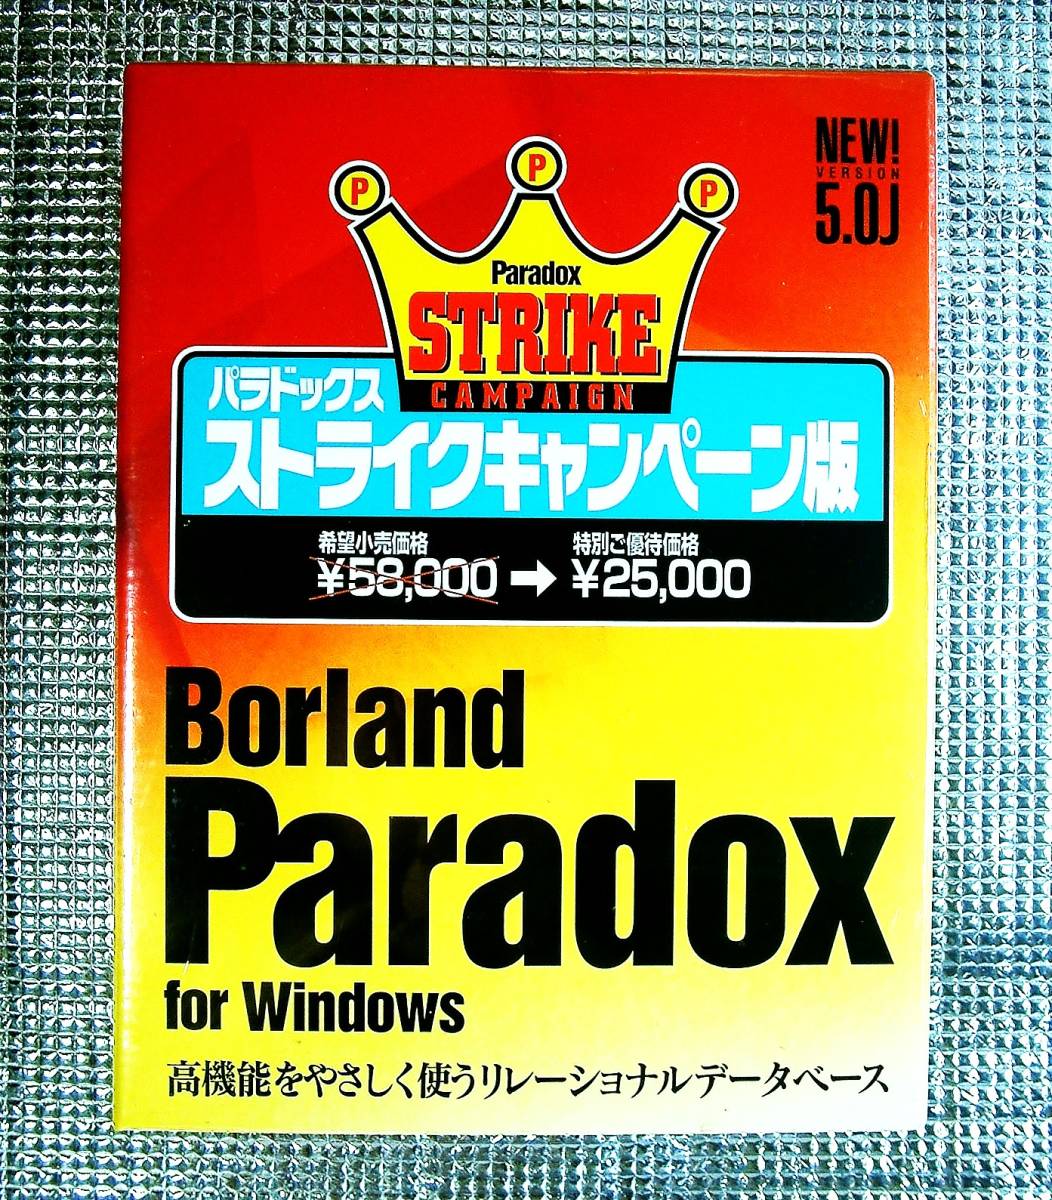 NEW!
VERSION
5.0J
P P P
Paradox
STRIKE
CAMPAIGN
パラドックス
ストライクキャンペーン版
希望小売価格 特別ご優待価格
¥58,000 → ¥25,000
Borland
Paradox
for Windows
高機能をやさしく使うリレーショナルデータベース